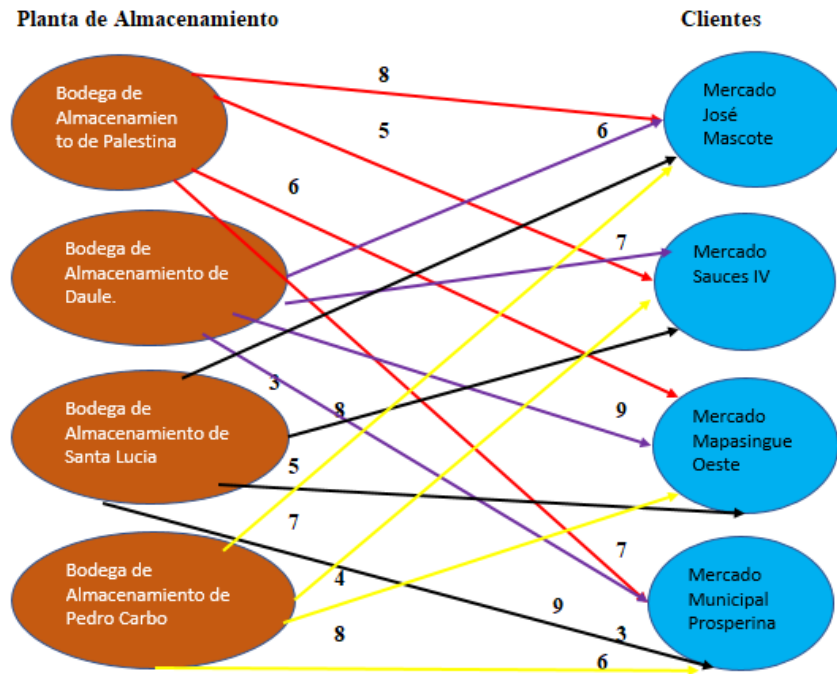 Planta de Almacenamiento
Clientes
Bodega de
Almacenamien
to de Palestina
Bodega de
Almacenamiento de
Daule.
Bodega de
Almacenamiento de
Santa Lucia
Bodega de
Almacenamiento de
Pedro Carbo
8
5
6
6
7
3
8
9
5
7
7
4
9
3
8
6
Mercado
José
Mascote
Mercado
Sauces IV
Mercado
Mapasingue
Oeste
Mercado
Municipal
Prosperina